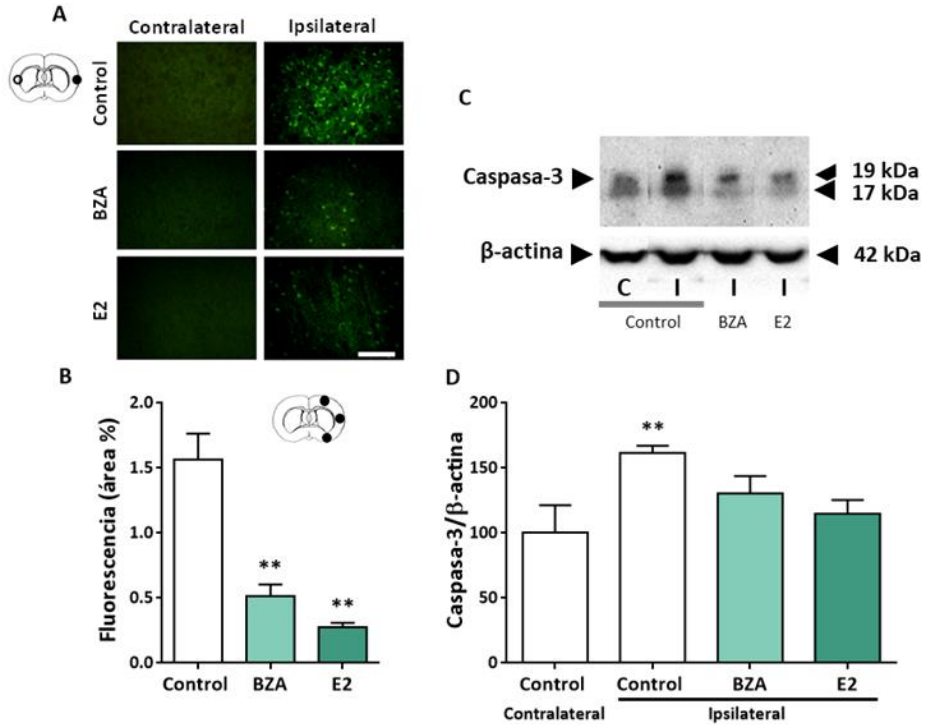 A
Contralateral Ipsilateral
Control
BZA
E2
B
2.0
1.5
1.0
0.5
0.0
Fluorescencia (área %)
**
**
Control BZA E2
C
Caspasa-3
19 kDa
17 kDa
β-actina
42 kDa
C I I I
Control BZA E2
D
200
150
100
50
0
Caspasa-3/β-actina
**
Control Control BZA E2
Contralateral Ipsilateral